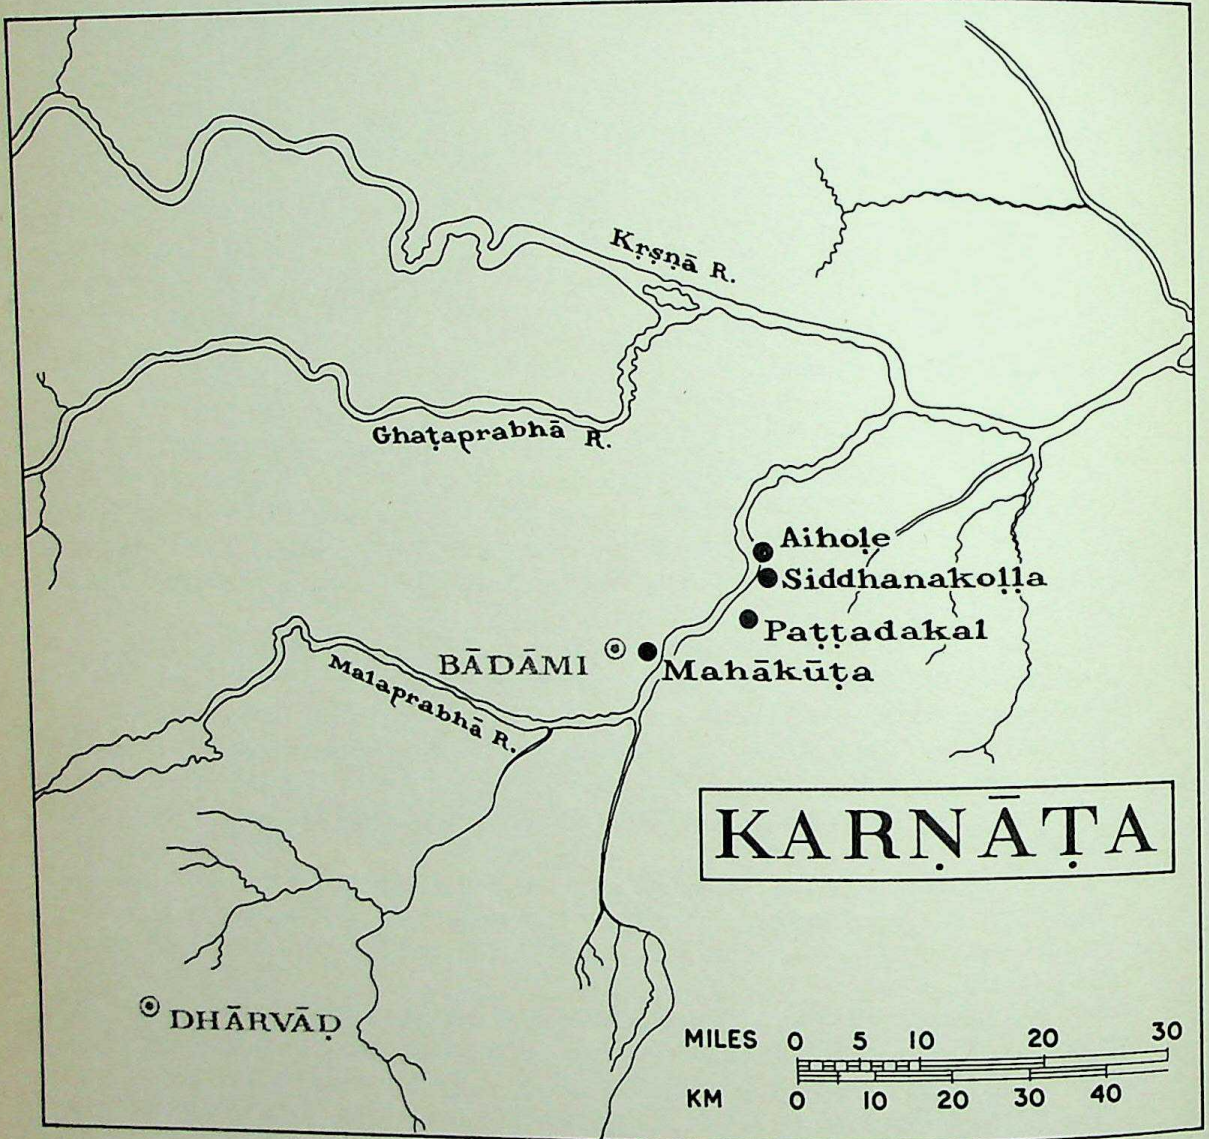 Kṛṣṇā R.
Ghaṭaprabhā R.
Aihoḷe
Siddhanakoḷḷa
Paṭṭadakal
BĀDĀMI
Mahākūṭa
Malaprabhā R.
KARṆĀṬA
DHĀRVĀḌ
MILES 0 5 10 20 30
KM 0 10 20 30 40